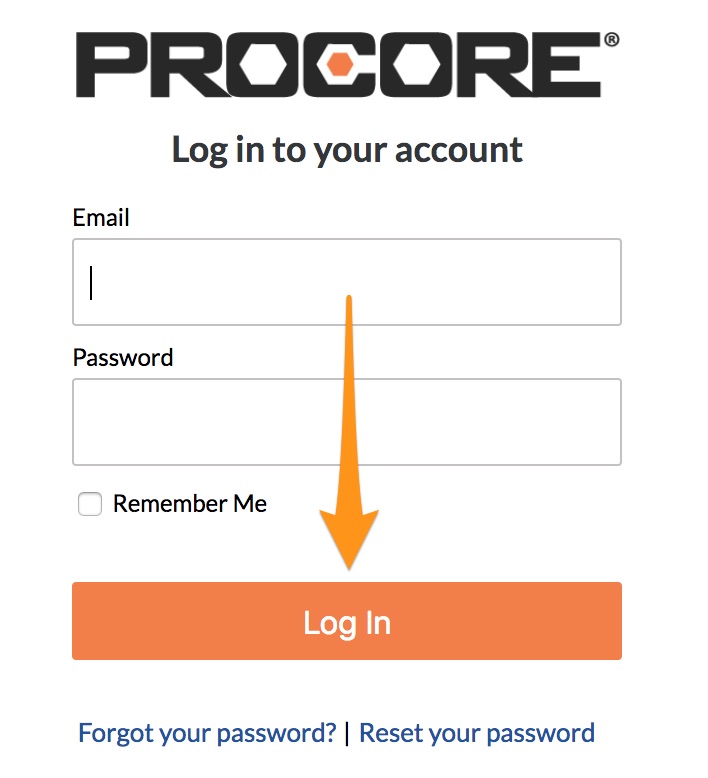 PROCORE®
Log in to your account
Email
Password
Remember Me
Log In
Forgot your password? | Reset your password